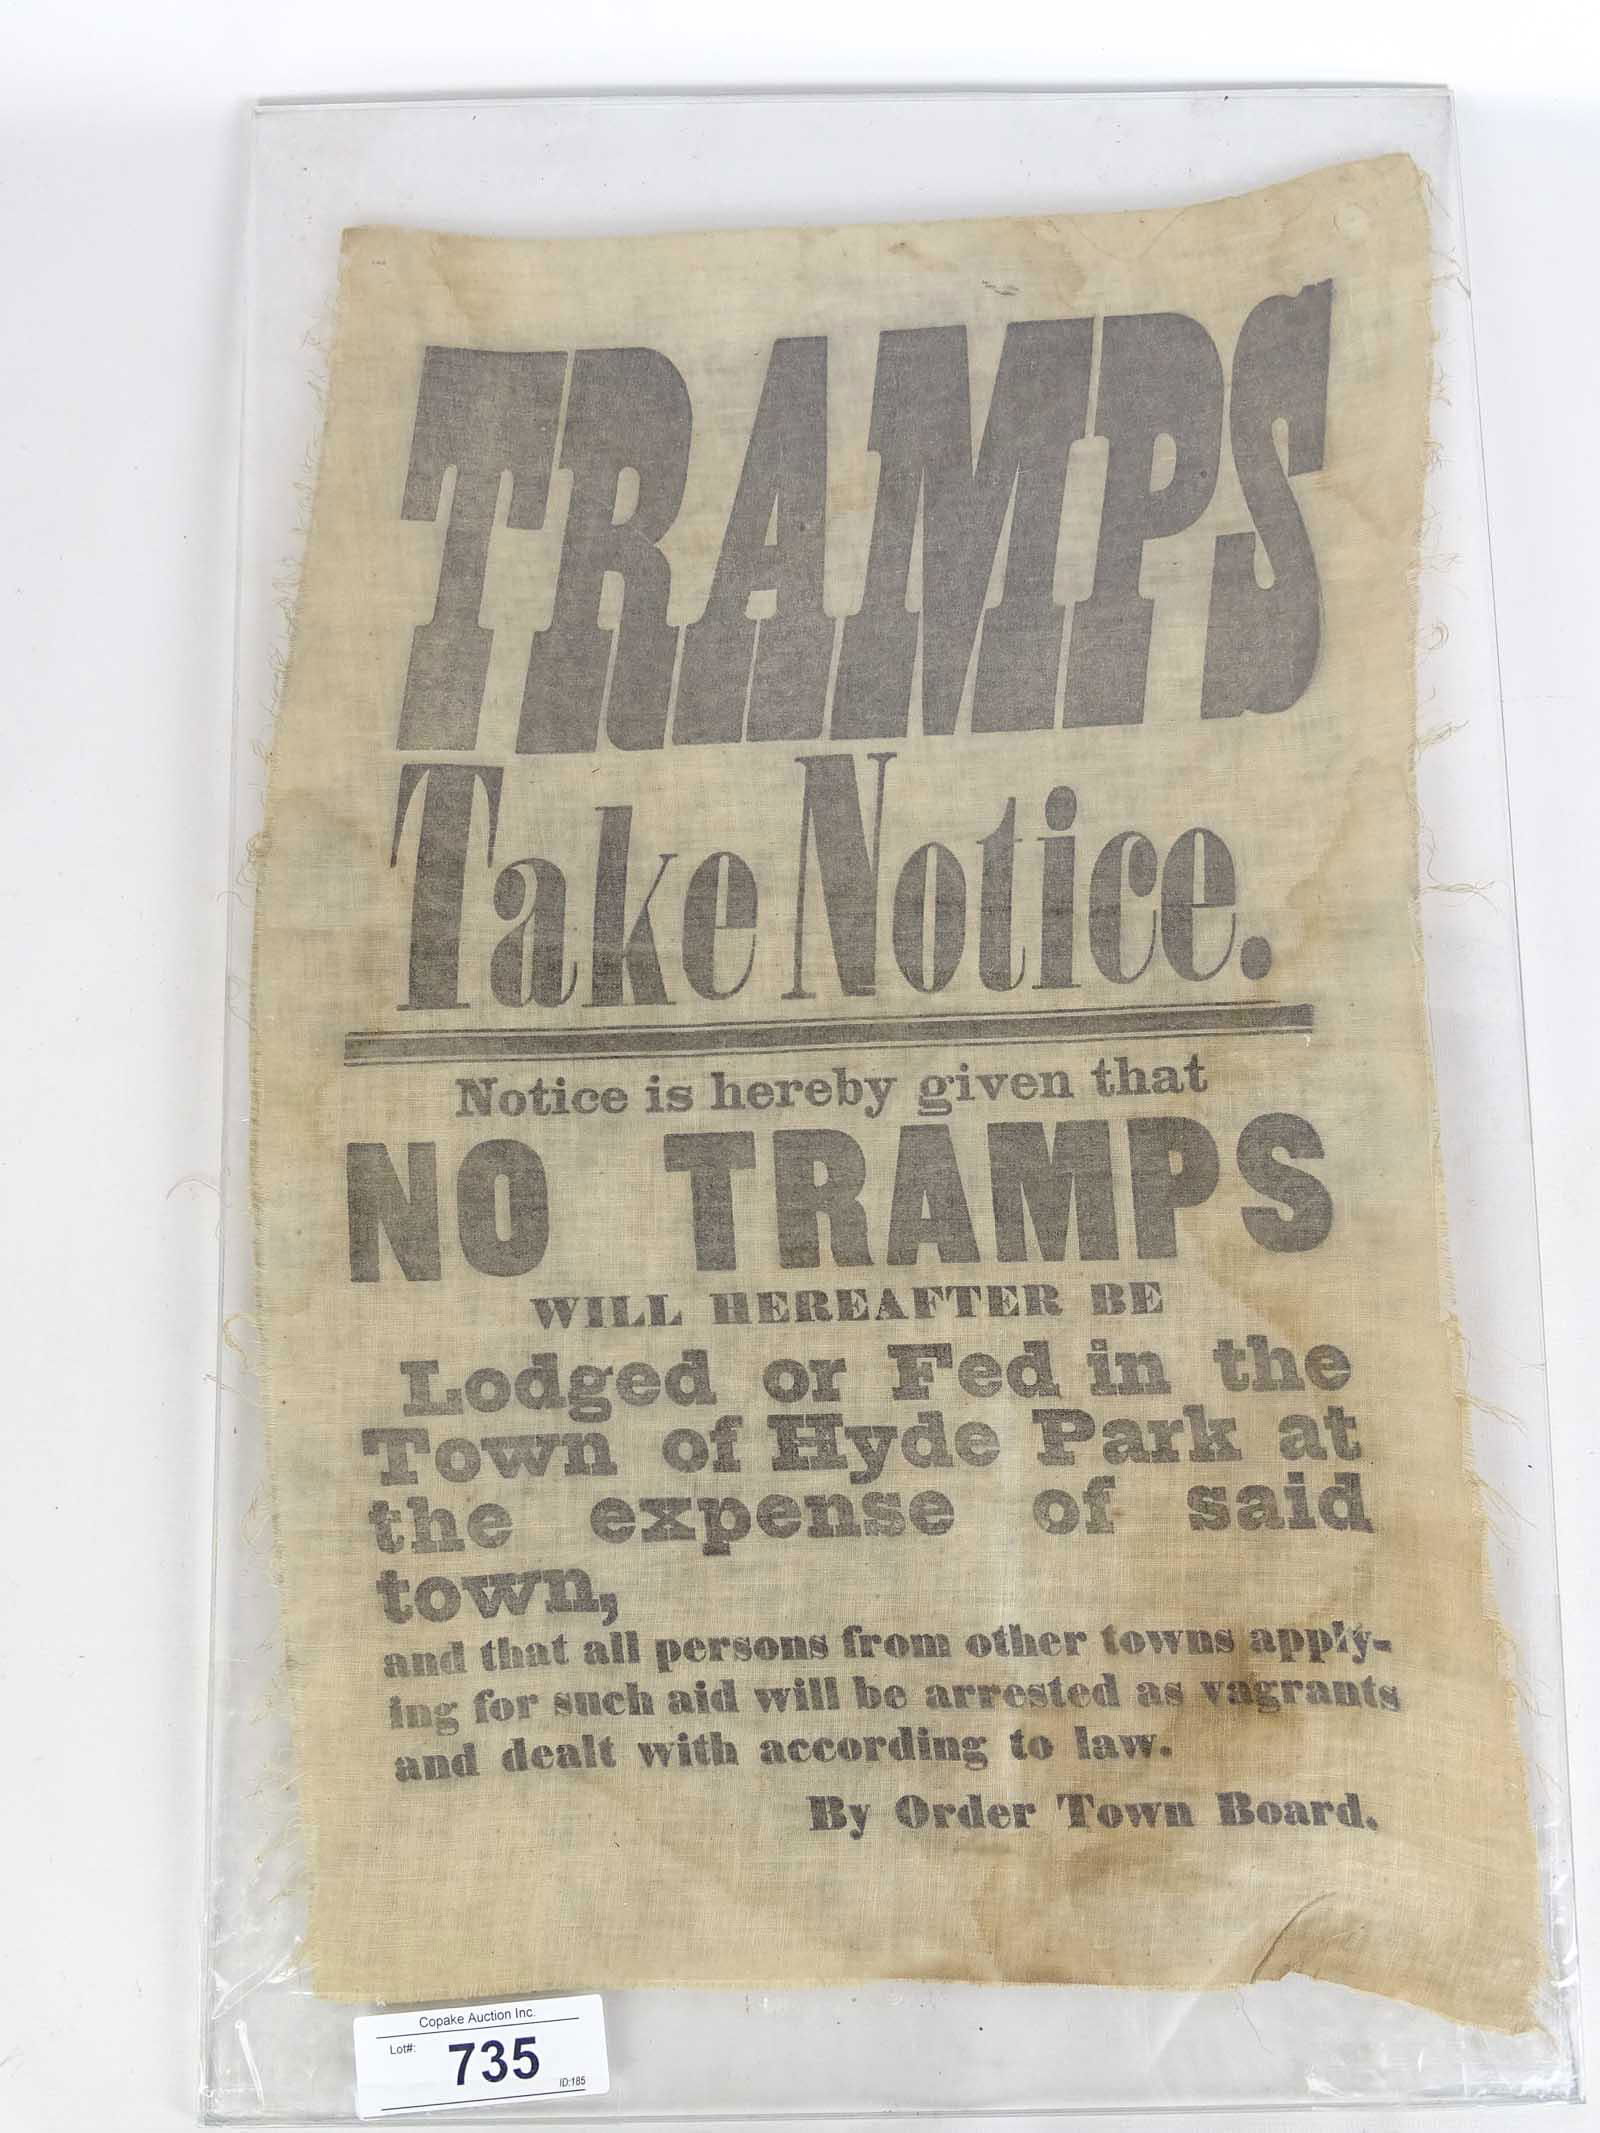 TRAMPS
Take Notice.
Notice is hereby given that
NO TRAMPS
WILL HEREAFTER BE
Lodged or Fed in the
Town of Hyde Park at
the expense of said
town,
and that all persons from other towns apply-
ing for such aid will be arrested as vagrants
and dealt with according to law.
By Order Town Board.
Copake Auction Inc.
Lot#:
735
ID:185